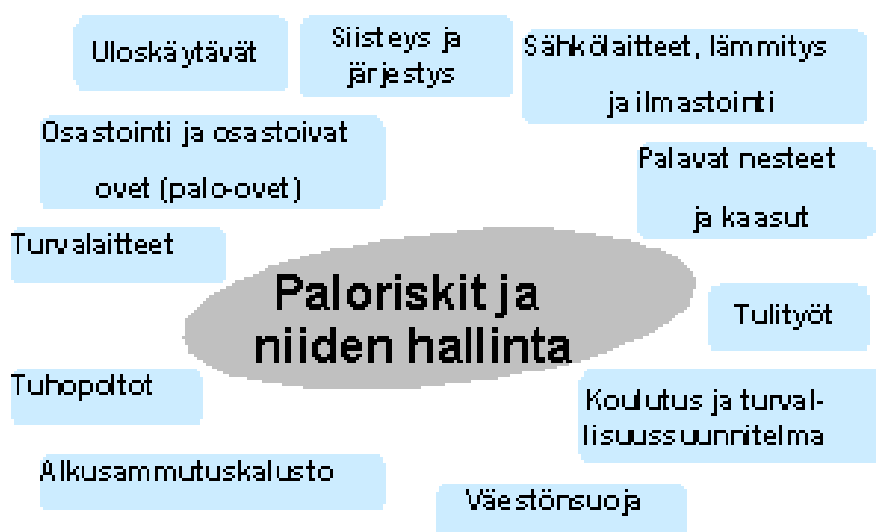 Uloskäytävät
Siisteys ja
järjestys
Sähkölaitteet, lämmitys
ja ilmastointi
Osastointi ja osastoivat
ovet (palo-ovet)
Palavat nesteet
ja kaasut
Turvalaitteet
Paloriskit ja
niiden hallinta
Tulityöt
Tuhopoltot
Koulutus ja turval-
lisuussuunnitelma
Alkusammutuskalusto
Väestönsuoja